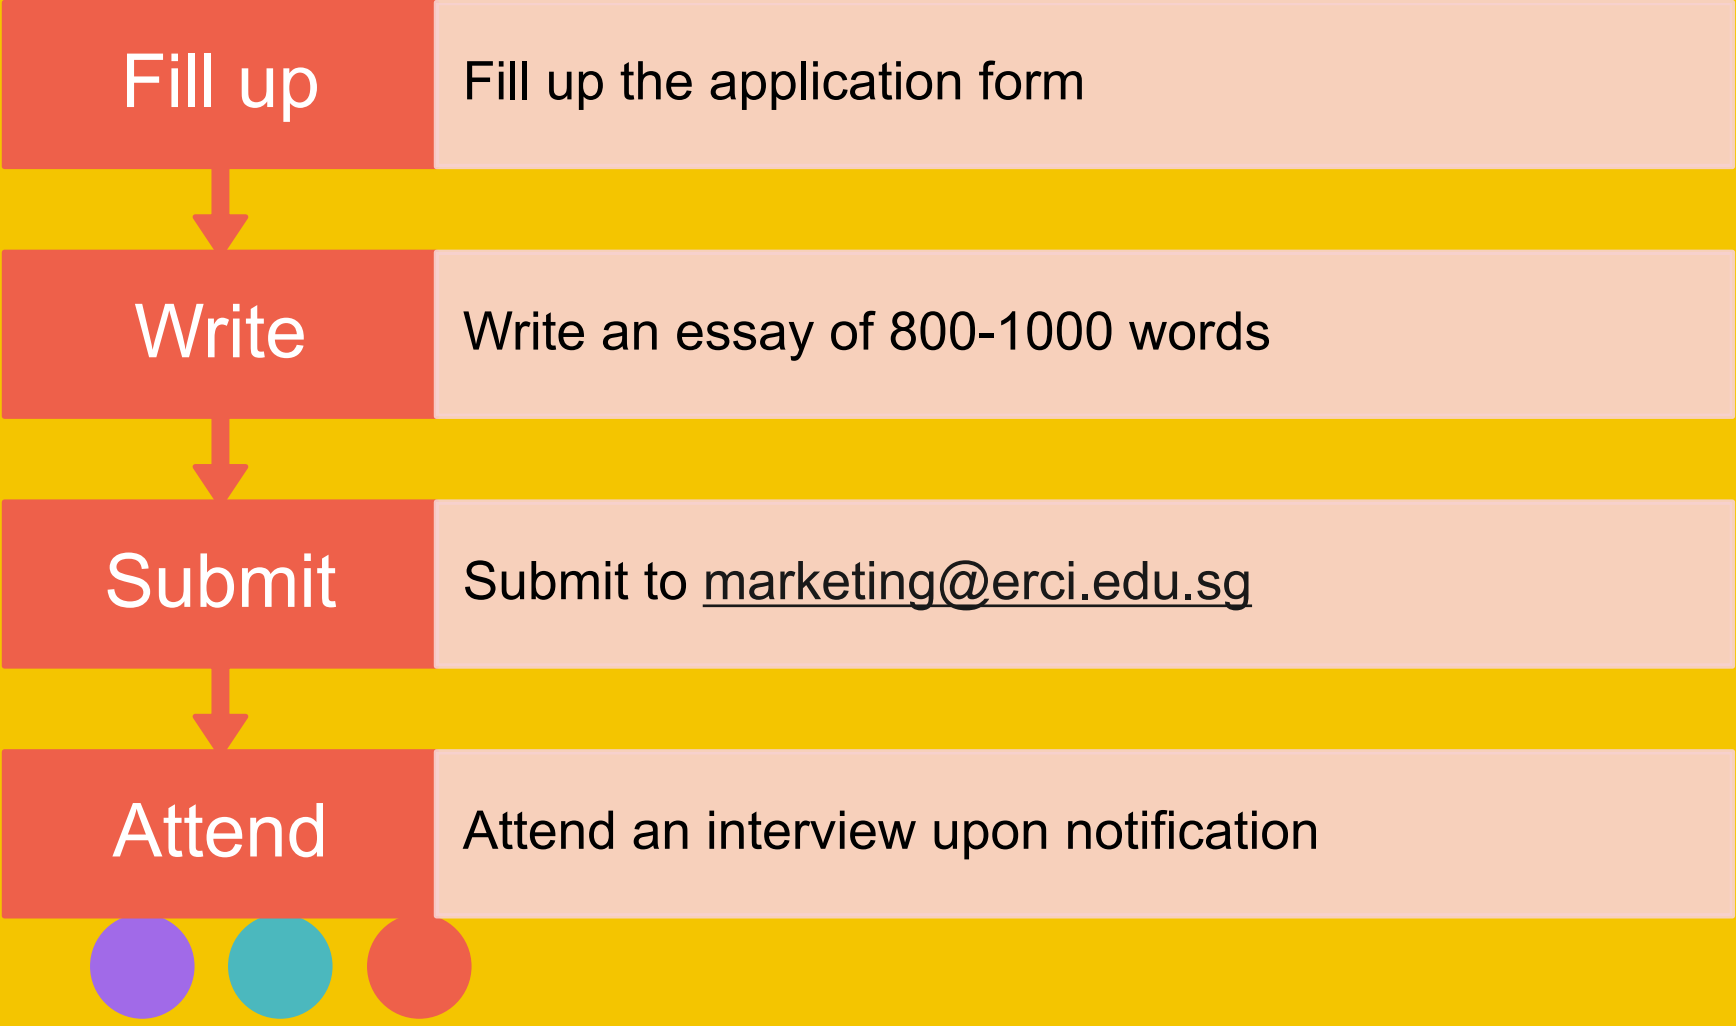 Fill up
Fill up the application form
Write
Write an essay of 800-1000 words
Submit
Submit to marketing@erci.edu.sg
Attend
Attend an interview upon notification